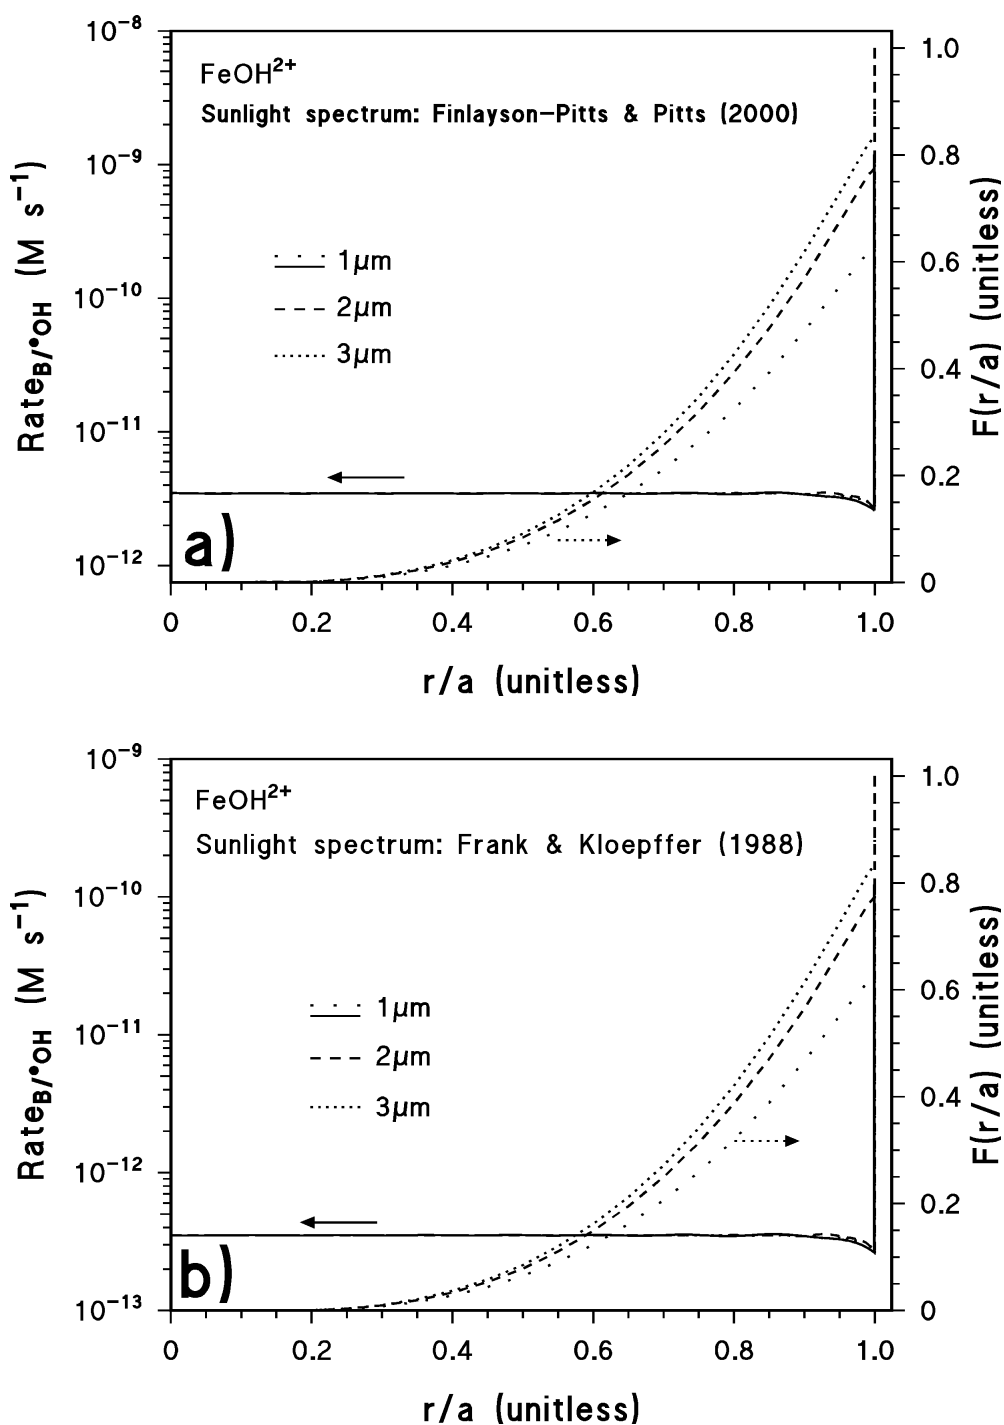 FeOH²⁺
Sunlight spectrum: Finlayson-Pitts & Pitts (2000)
10⁻⁸
10⁻⁹
10⁻¹⁰
10⁻¹¹
10⁻¹²
Rate_B/•OH (M s⁻¹)
1µm
2µm
3µm
1.0
0.8
0.6
0.4
0.2
0
F(r/a) (unitless)
a)
0 0.2 0.4 0.6 0.8 1.0
r/a (unitless)
FeOH²⁺
Sunlight spectrum: Frank & Kloepffer (1988)
10⁻⁹
10⁻¹⁰
10⁻¹¹
10⁻¹²
10⁻¹³
Rate_B/•OH (M s⁻¹)
1µm
2µm
3µm
1.0
0.8
0.6
0.4
0.2
0
F(r/a) (unitless)
b)
0 0.2 0.4 0.6 0.8 1.0
r/a (unitless)